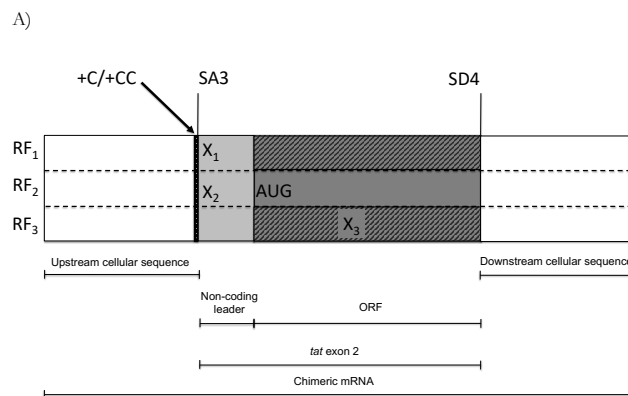 A)
+C/+CC
SA3
SD4
RF1
X1
RF2
X2
AUG
RF3
X3
Upstream cellular sequence
Downstream cellular sequence
Non-coding
leader
ORF
tat exon 2
Chimeric mRNA